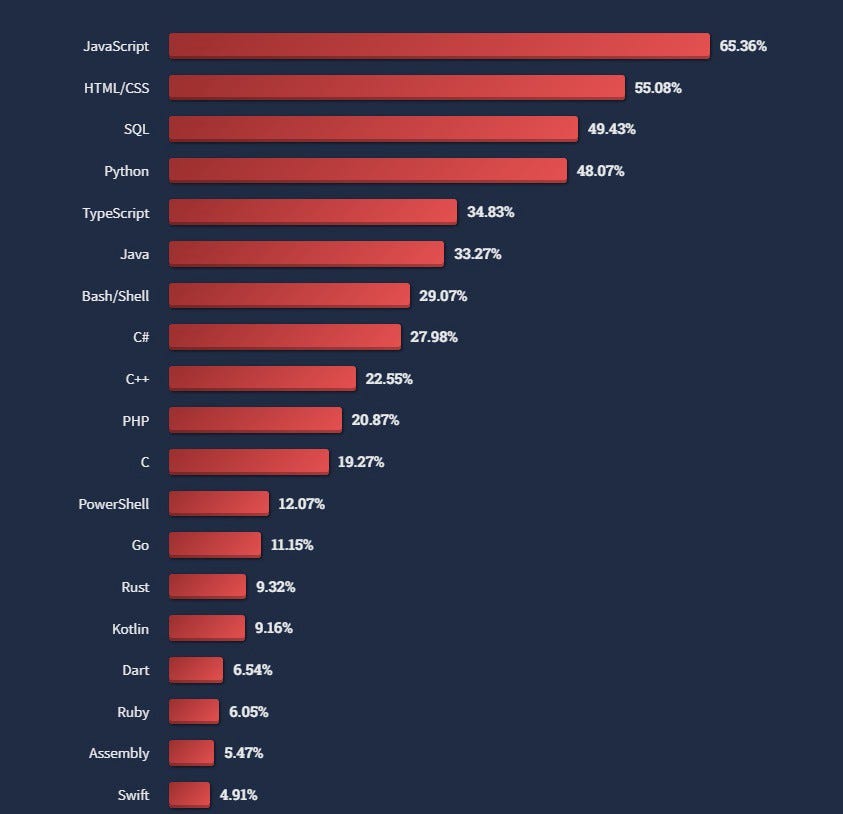 JavaScript 65.36%
HTML/CSS 55.08%
SQL 49.43%
Python 48.07%
TypeScript 34.83%
Java 33.27%
Bash/Shell 29.07%
C# 27.98%
C++ 22.55%
PHP 20.87%
C 19.27%
PowerShell 12.07%
Go 11.15%
Rust 9.32%
Kotlin 9.16%
Dart 6.54%
Ruby 6.05%
Assembly 5.47%
Swift 4.91%